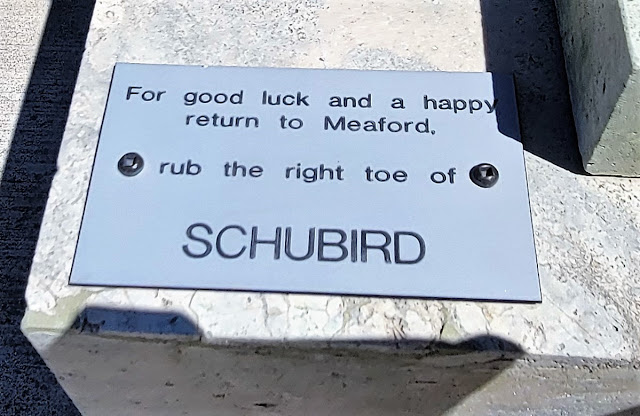 For good luck and a happy
return to Meaford,
rub the right toe of
SCHUBIRD